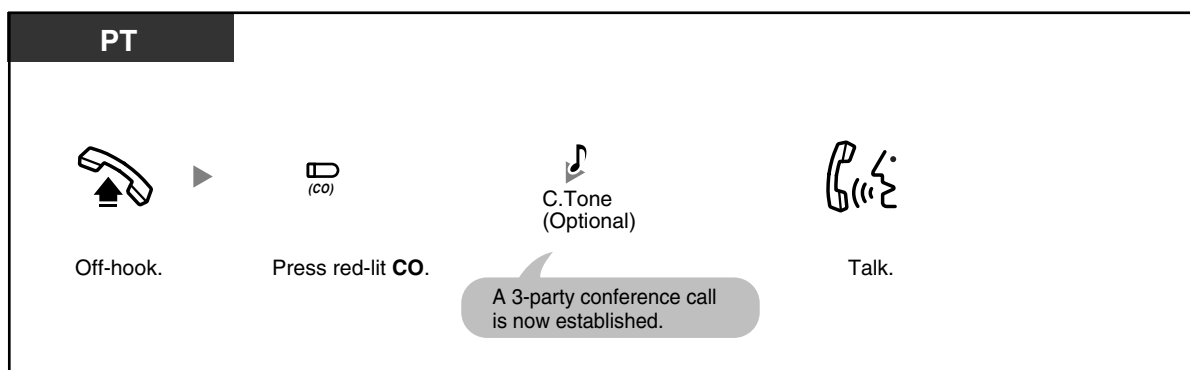 PT
(CO)
C.Tone
(Optional)
Off-hook.
Press red-lit CO.
Talk.
A 3-party conference call
is now established.